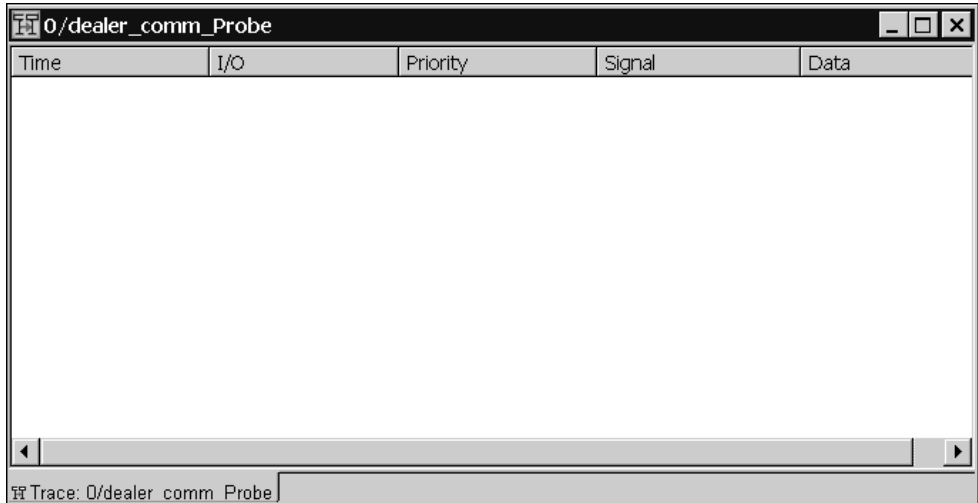 0/dealer_comm_Probe
Time I/O Priority Signal Data
Trace: 0/dealer_comm_Probe